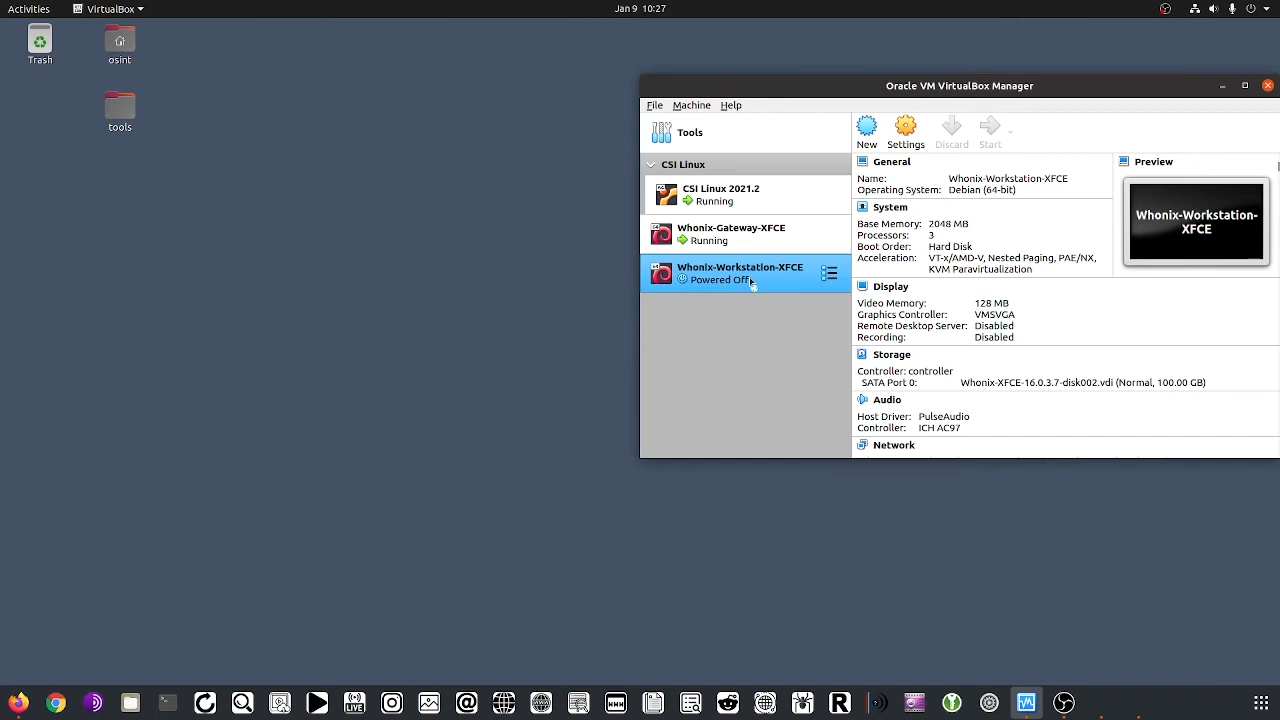 Activities
VirtualBox
Jan 9 10:27
Trash
osint
tools
Oracle VM VirtualBox Manager
File Machine Help
Tools
New
Settings
Discard
Start
CSI Linux
CSI Linux 2021.2
Running
Whonix-Gateway-XFCE
Running
Whonix-Workstation-XFCE
Powered Off
General
Name: Whonix-Workstation-XFCE
Operating System: Debian (64-bit)
System
Base Memory: 2048 MB
Processors: 3
Boot Order: Hard Disk
Acceleration: VT-x/AMD-V, Nested Paging, PAE/NX,
KVM Paravirtualization
Preview
Whonix-Workstation-
XFCE
Display
Video Memory: 128 MB
Graphics Controller: VMSVGA
Remote Desktop Server: Disabled
Recording: Disabled
Storage
Controller: controller
SATA Port 0: Whonix-XFCE-16.0.3.7-disk002.vdi (Normal, 100.00 GB)
Audio
Host Driver: PulseAudio
Controller: ICH AC97
Network
LIVE
WWW
R